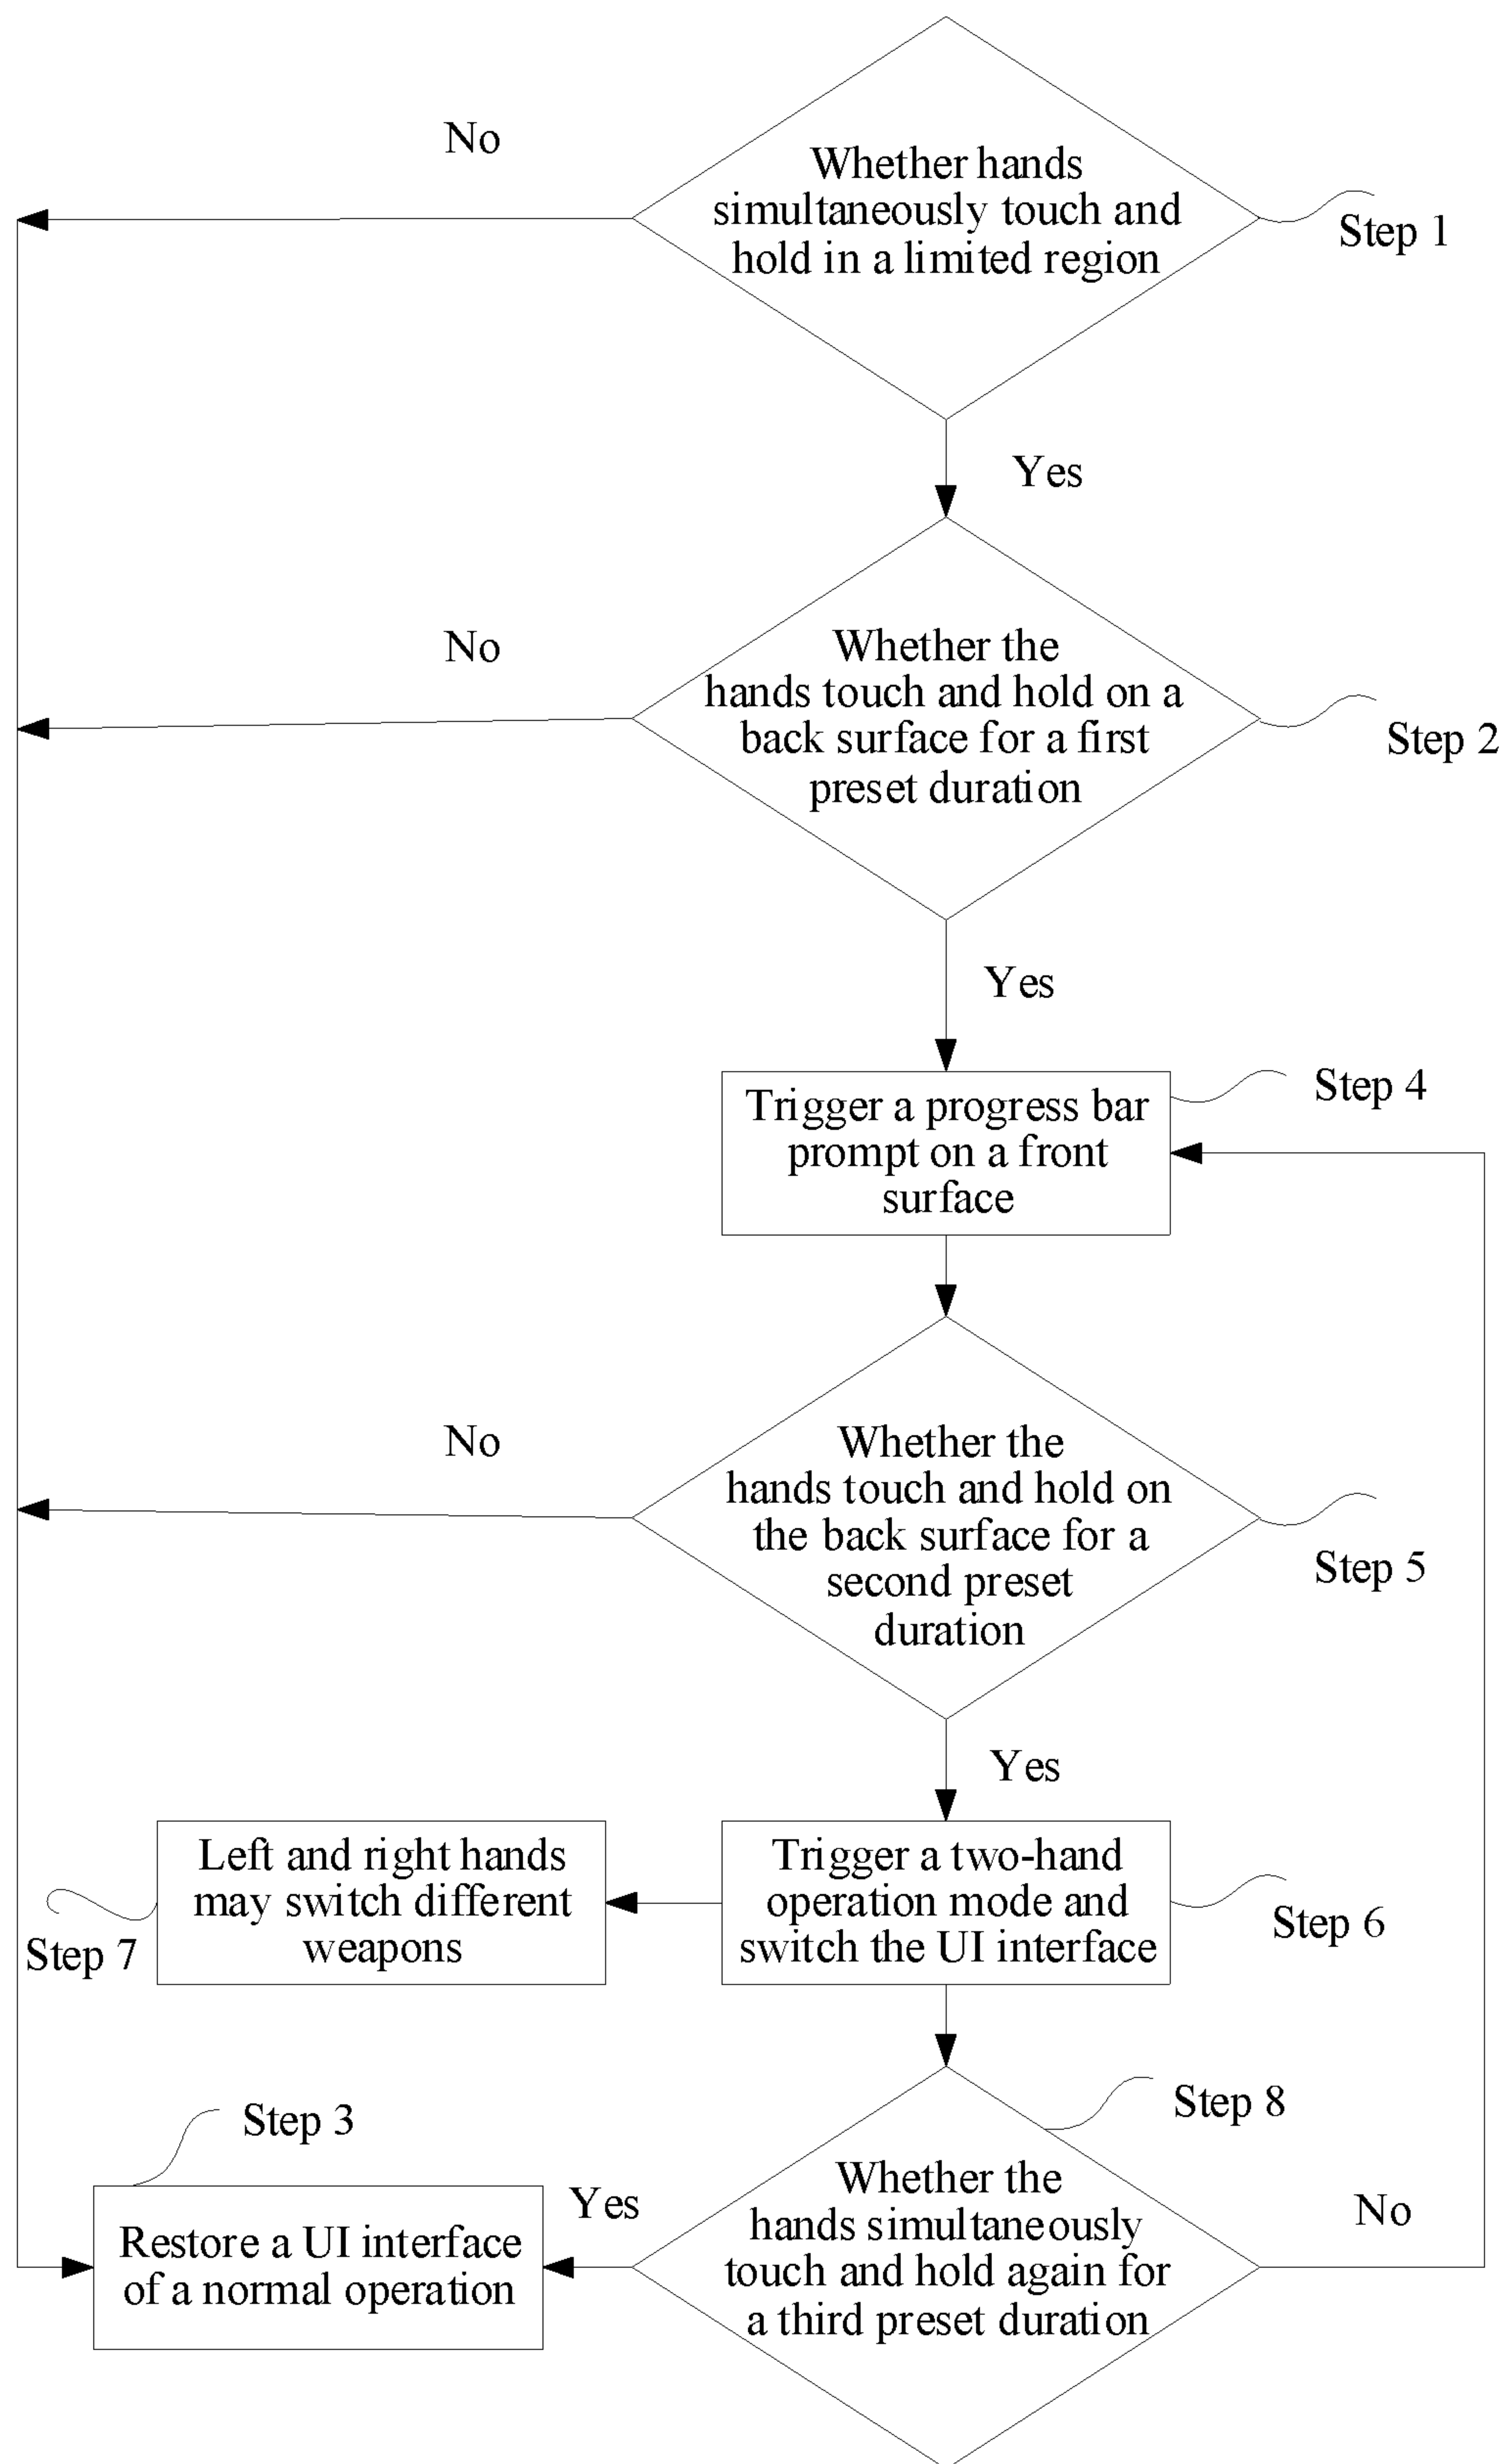 No
Whether hands
simultaneously touch and
hold in a limited region
Step 1
Yes
No
Whether the
hands touch and hold on a
back surface for a first
preset duration
Step 2
Yes
Trigger a progress bar
prompt on a front
surface
Step 4
No
Whether the
hands touch and hold on
the back surface for a
second preset
duration
Step 5
Yes
Left and right hands
may switch different
weapons
Step 7
Trigger a two-hand
operation mode and
switch the UI interface
Step 6
Step 3
Restore a UI interface
of a normal operation
Yes
Step 8
Whether the
hands simultaneously
touch and hold again for
a third preset duration
No